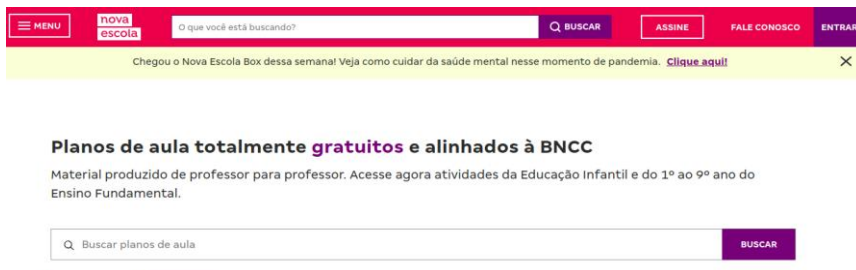 MENU
nova
escola
O que você está buscando?
BUSCAR
ASSINE
FALE CONOSCO
ENTRAR
Chegou o Nova Escola Box dessa semana! Veja como cuidar da saúde mental nesse momento de pandemia. Clique aqui!
Planos de aula totalmente gratuitos e alinhados à BNCC
Material produzido de professor para professor. Acesse agora atividades da Educação Infantil e do 1º ao 9º ano do
Ensino Fundamental.
Buscar planos de aula
BUSCAR